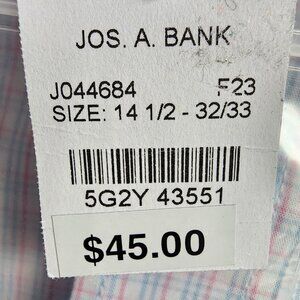 JOS. A. BANK
J044684 F23
SIZE: 14 1/2 - 32/33
5G2Y 43551
$45.00